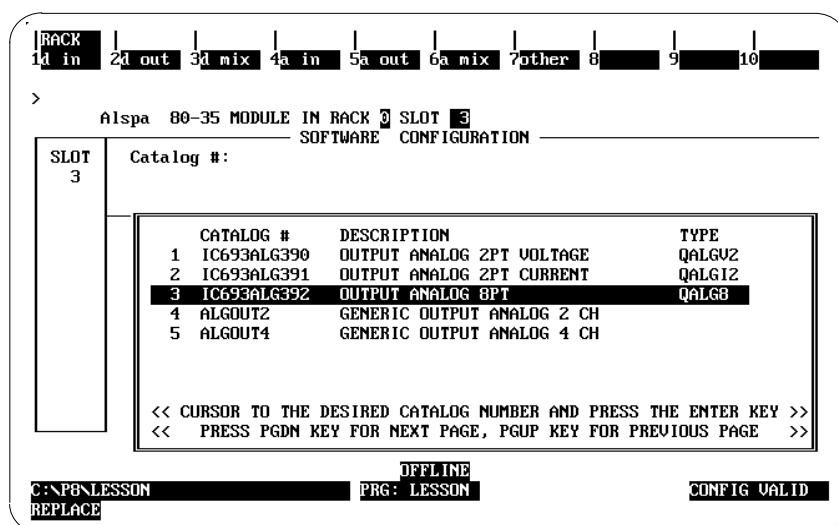 RACK
1d in 2d out 3d mix 4a in 5a out 6a mix 7other 8 9 10
>
Alspa 80-35 MODULE IN RACK 0 SLOT 3
SOFTWARE CONFIGURATION
SLOT Catalog #:
3
CATALOG # DESCRIPTION TYPE
1 IC693ALG390 OUTPUT ANALOG 2PT VOLTAGE QALGV2
2 IC693ALG391 OUTPUT ANALOG 2PT CURRENT QALGI2
3 IC693ALG392 OUTPUT ANALOG 8PT QALG8
4 ALGOUT2 GENERIC OUTPUT ANALOG 2 CH
5 ALGOUT4 GENERIC OUTPUT ANALOG 4 CH
<< CURSOR TO THE DESIRED CATALOG NUMBER AND PRESS THE ENTER KEY >>
<< PRESS PGDN KEY FOR NEXT PAGE, PGUP KEY FOR PREVIOUS PAGE >>
OFFLINE
C:\P8\LESSON PRG: LESSON CONFIG VALID
REPLACE